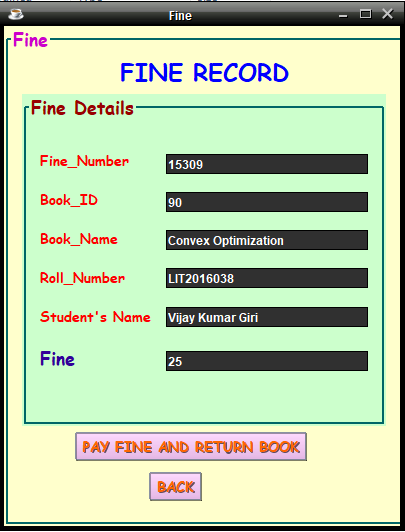 Fine
Fine
FINE RECORD
Fine Details
Fine_Number 15309
Book_ID 90
Book_Name Convex Optimization
Roll_Number LIT2016038
Student's Name Vijay Kumar Giri
Fine 25
PAY FINE AND RETURN BOOK
BACK